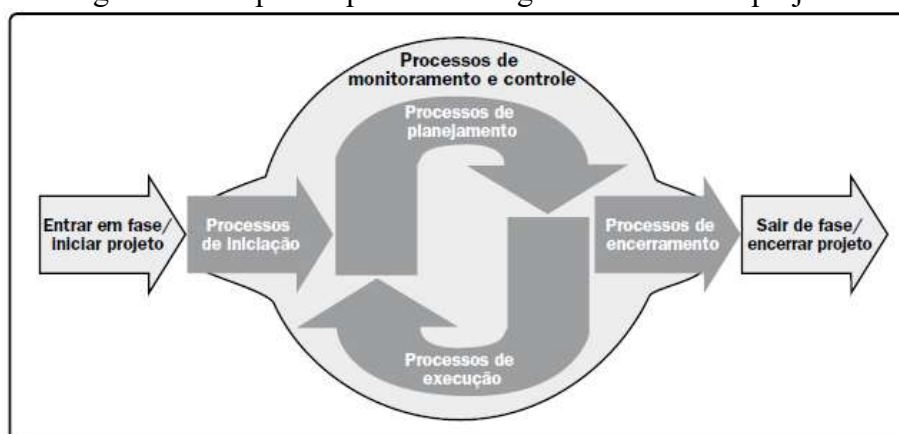 Processos de
monitoramento e controle
Processos de
planejamento
Entrar em fase/
iniciar projeto
Processos
de iniciação
Processos de
encerramento
Sair de fase/
encerrar projeto
Processos de
execução